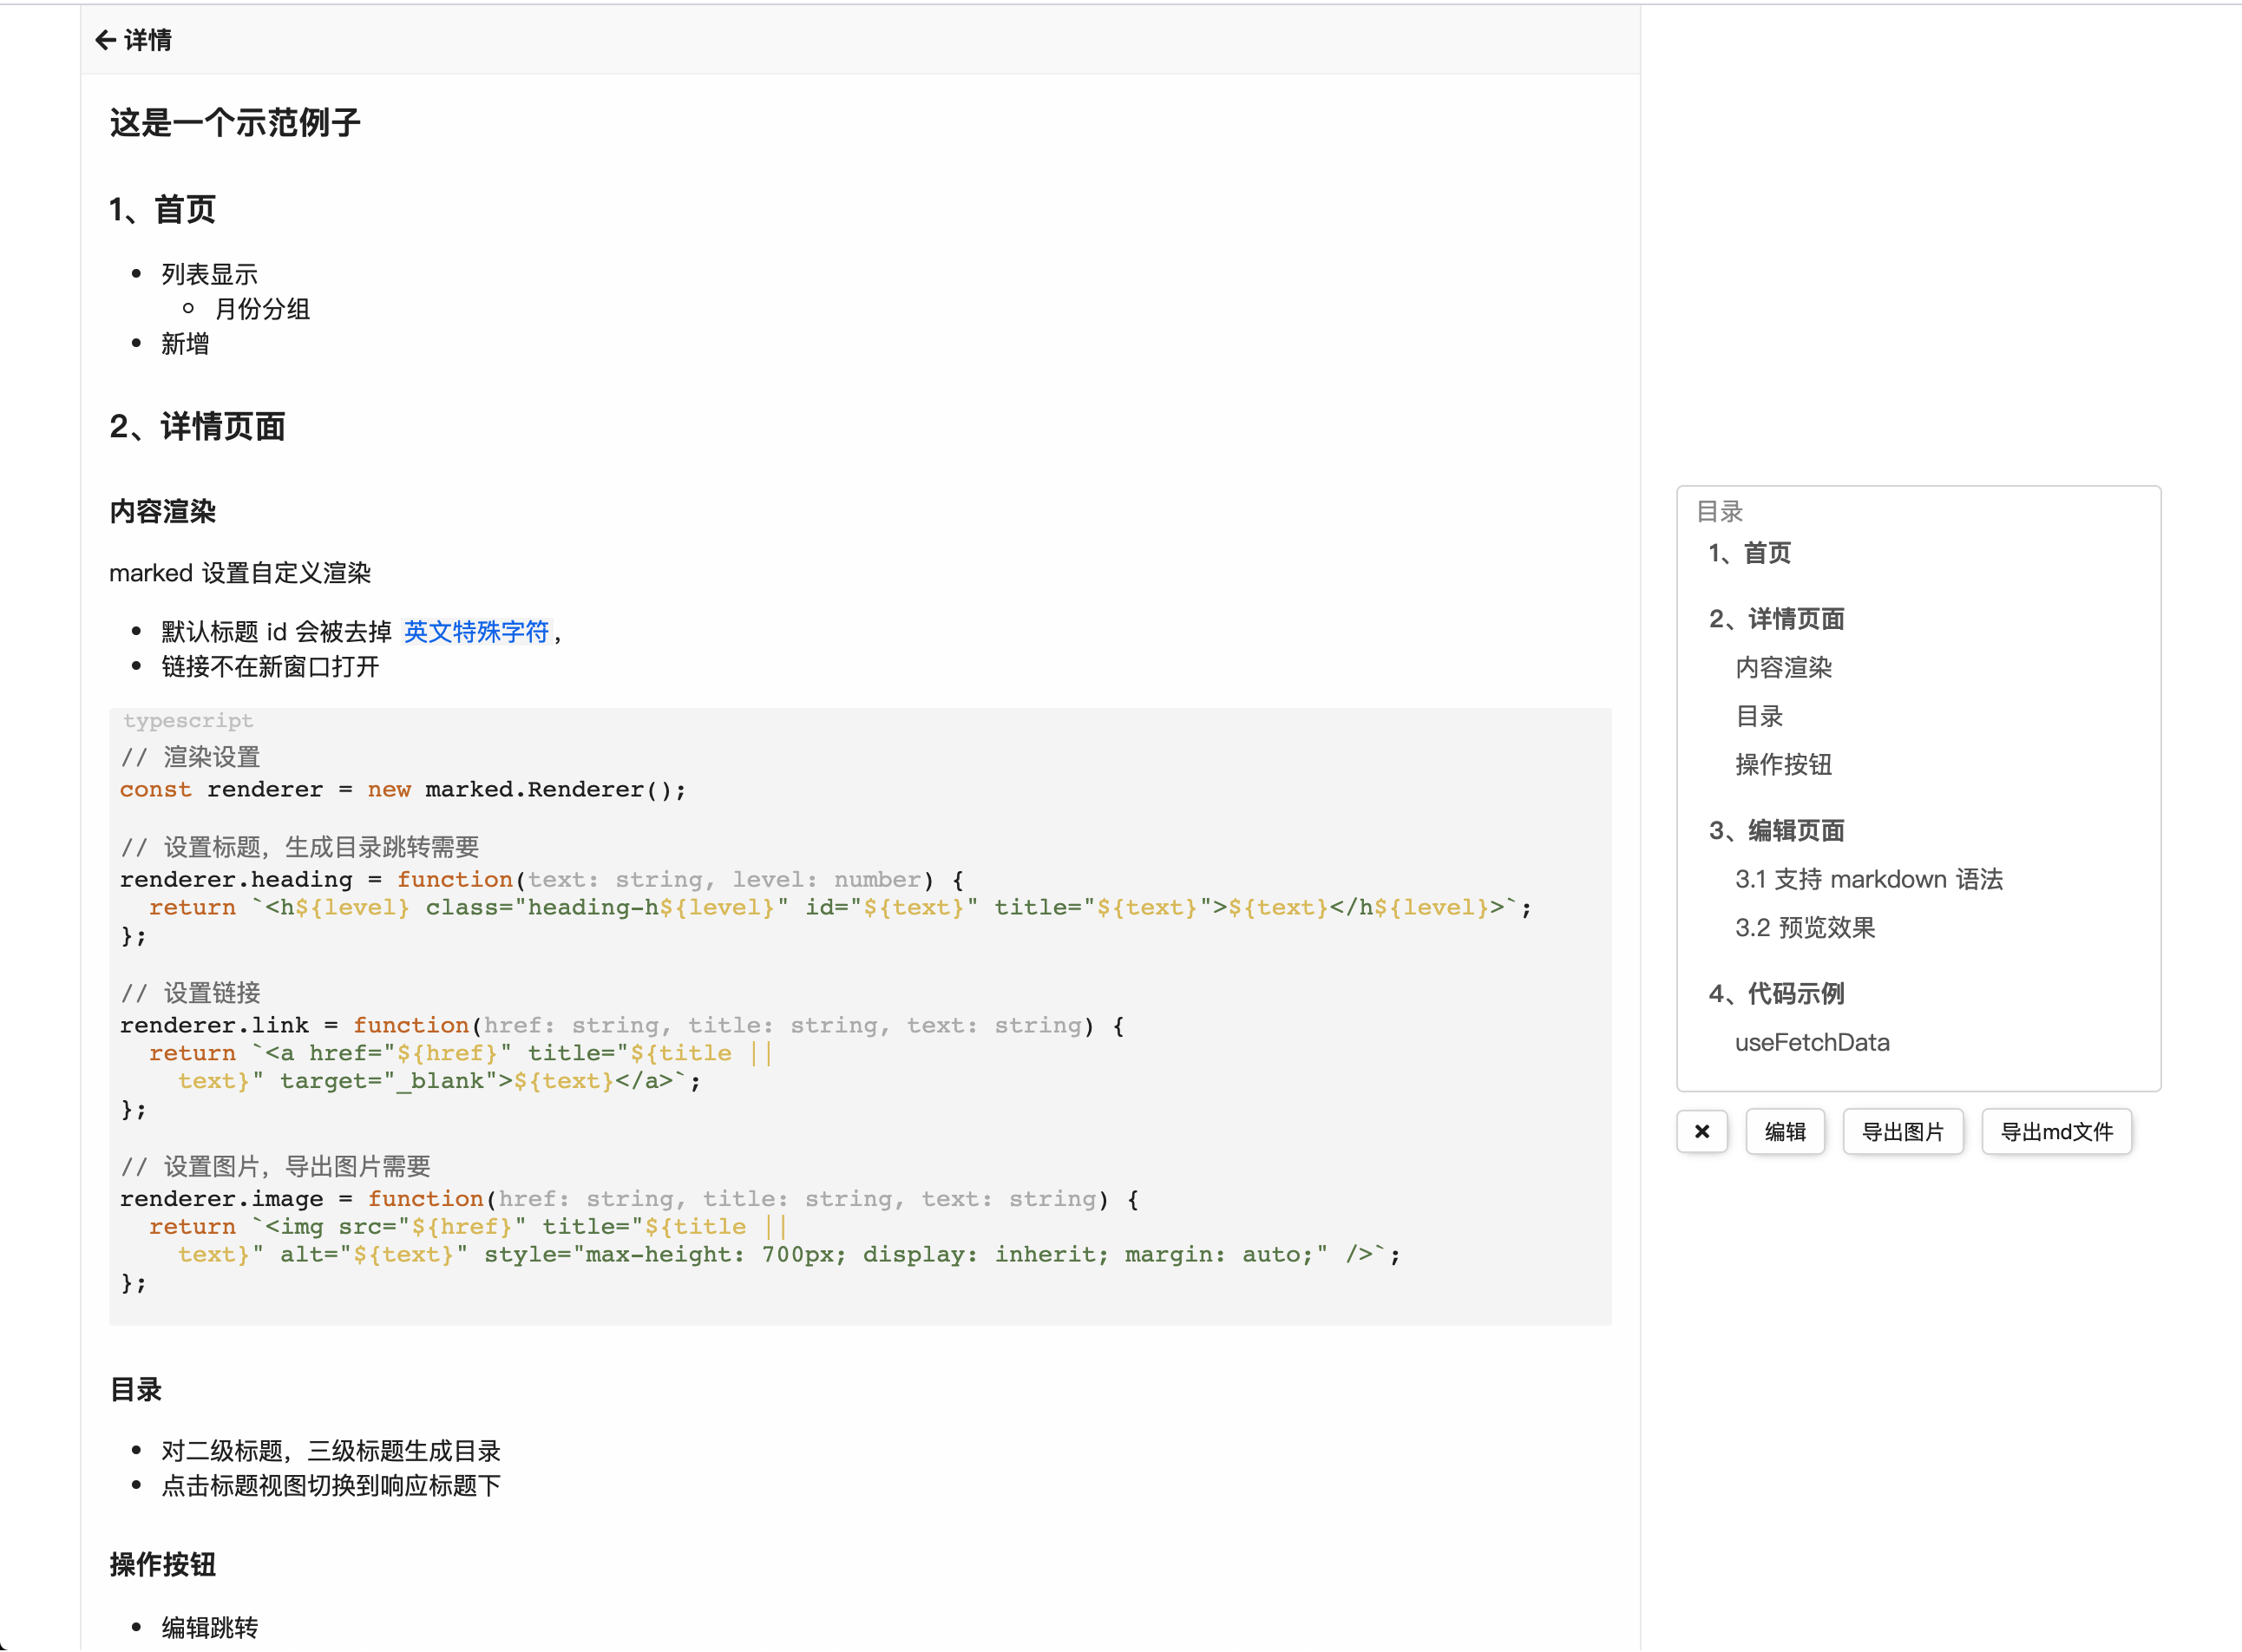 详情
这是一个示范例子
1、首页
列表显示
月份分组
新增
2、详情页面
内容渲染
marked 设置自定义渲染
默认标题 id 会被去掉 英文特殊字符,
链接不在新窗口打开
typescript
// 渲染设置
const renderer = new marked.Renderer();
// 设置标题，生成目录跳转需要
renderer.heading = function(text: string, level: number) {
  return `<h${level} class="heading-h${level}" id="${text}" title="${text}">${text}</h${level}>`;
};
// 设置链接
renderer.link = function(href: string, title: string, text: string) {
  return `<a href="${href}" title="${title ||
    text}" target="_blank">${text}</a>`;
};
// 设置图片，导出图片需要
renderer.image = function(href: string, title: string, text: string) {
  return `<img src="${href}" title="${title ||
    text}" alt="${text}" style="max-height: 700px; display: inherit; margin: auto;" />`;
};
目录
对二级标题，三级标题生成目录
点击标题视图切换到响应标题下
操作按钮
编辑跳转
目录
1、首页
2、详情页面
内容渲染
目录
操作按钮
3、编辑页面
3.1 支持 markdown 语法
3.2 预览效果
4、代码示例
useFetchData
编辑
导出图片
导出md文件